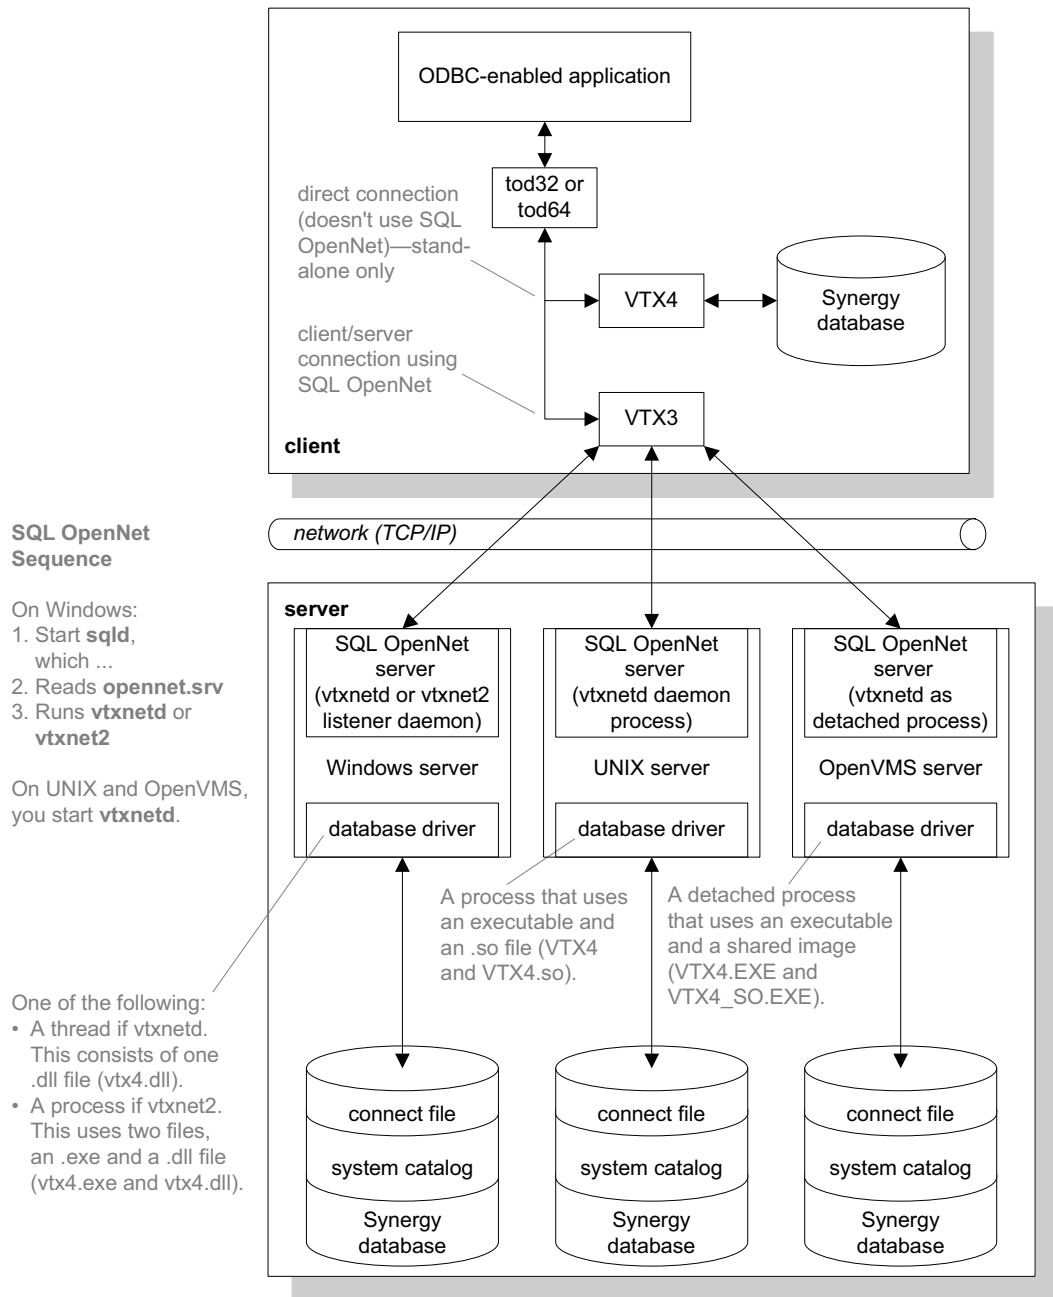 ODBC-enabled application
tod32 or
tod64
direct connection
(doesn't use SQL
OpenNet)—stand-
alone only
VTX4
Synergy
database
client/server
connection using
SQL OpenNet
VTX3
client
SQL OpenNet
Sequence
network (TCP/IP)
On Windows:
1. Start sqld,
which ...
2. Reads opennet.srv
3. Runs vtxnetd or
vtxnet2
On UNIX and OpenVMS,
you start vtxnetd.
server
SQL OpenNet
server
(vtxnetd or vtxnet2
listener daemon)
Windows server
database driver
SQL OpenNet
server
(vtxnetd daemon
process)
UNIX server
database driver
SQL OpenNet
server
(vtxnetd as
detached process)
OpenVMS server
database driver
A process that uses
an executable and
an .so file (VTX4
and VTX4.so).
A detached process
that uses an executable
and a shared image
(VTX4.EXE and
VTX4_SO.EXE).
One of the following:
• A thread if vtxnetd.
This consists of one
.dll file (vtx4.dll).
• A process if vtxnet2.
This uses two files,
an .exe and a .dll file
(vtx4.exe and vtx4.dll).
connect file
system catalog
Synergy
database
connect file
system catalog
Synergy
database
connect file
system catalog
Synergy
database